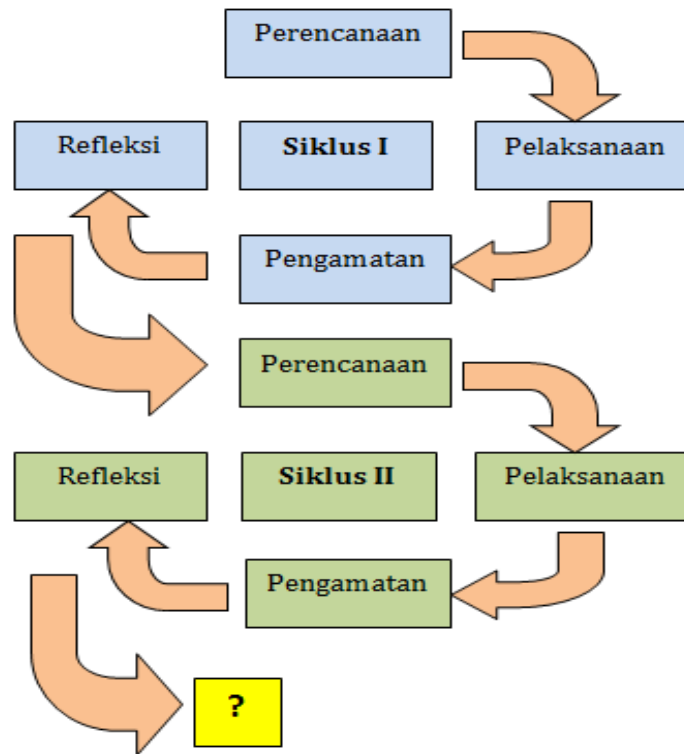 Perencanaan
Refleksi
Siklus I
Pelaksanaan
Pengamatan
Perencanaan
Refleksi
Siklus II
Pelaksanaan
Pengamatan
?